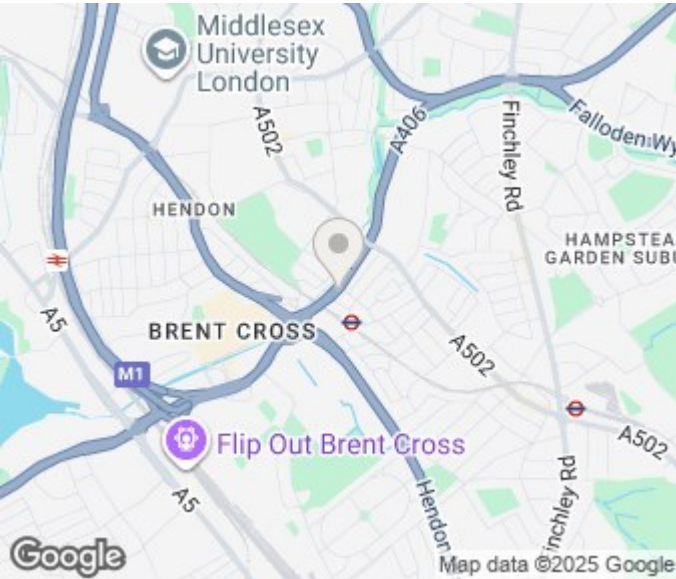 Middlesex
University
London
A502
A406
Finchley Rd
Falloden Wy
HENDON
HAMPSTEA
GARDEN SUBU
A5
BRENT CROSS
M1
A502
Flip Out Brent Cross
A502
A5
Hendon
Finchley Rd
Google
Map data ©2025 Google